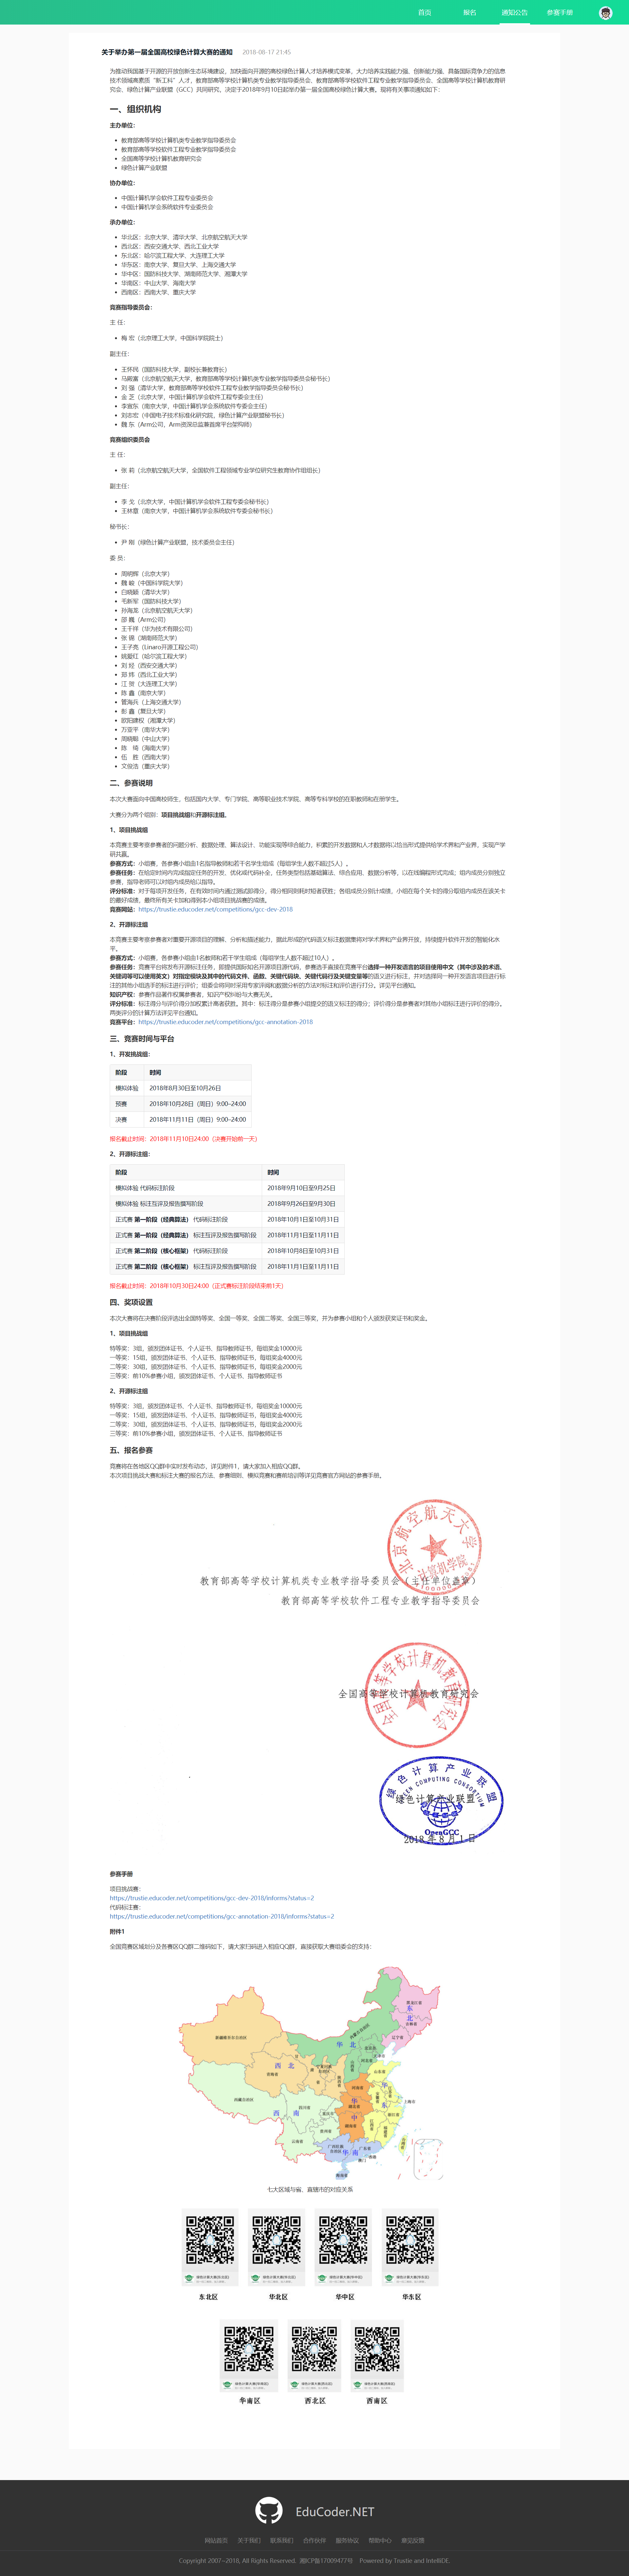 首页 报名 通知公告 参赛手册
关于举办第一届全国高校绿色计算大赛的通知 2018-08-17 21:45
为推动我国基于开源的开放创新生态环境建设，加快面向开源的高校绿色计算人才培养模式变革，大力培养实践能力强、创新能力强、具备国际竞争力的信息
技术领域高素质“新工科”人才，教育部高等学校计算机类专业教学指导委员会、教育部高等学校软件工程专业教学指导委员会、全国高等学校计算机教育研
究会、绿色计算产业联盟（GCC）共同研究，决定于2018年9月10日起举办第一届全国高校绿色计算大赛。现将有关事项通知如下：
一、组织机构
主办单位：
教育部高等学校计算机类专业教学指导委员会
教育部高等学校软件工程专业教学指导委员会
全国高等学校计算机教育研究会
绿色计算产业联盟
协办单位：
中国计算机学会软件工程专业委员会
中国计算机学会系统软件专业委员会
承办单位：
华北区：北京大学、清华大学、北京航空航天大学
西北区：西安交通大学、西北工业大学
东北区：哈尔滨工程大学、大连理工大学
华东区：南京大学、复旦大学、上海交通大学
华中区：国防科技大学、湖南师范大学、湘潭大学
华南区：中山大学、海南大学
西南区：西南大学、重庆大学
竞赛指导委员会：
主 任：
梅 宏（北京理工大学，中国科学院院士）
副主任：
王怀民（国防科技大学，副校长兼教育长）
马殿富（北京航空航天大学，教育部高等学校计算机类专业教学指导委员会秘书长）
刘 强（清华大学，教育部高等学校软件工程专业教学指导委员会秘书长）
金 芝（北京大学，中国计算机学会软件工程专委会主任）
李宣东（南京大学，中国计算机学会系统软件专委会主任）
刘志宏（中国电子技术标准化研究院，绿色计算产业联盟秘书长）
魏 东（Arm公司，Arm资深总监兼首席平台架构师）
竞赛组织委员会
主 任：
张 莉（北京航空航天大学，全国软件工程领域专业学位研究生教育协作组组长）
副主任：
李 戈（北京大学，中国计算机学会软件工程专委会秘书长）
王林章（南京大学，中国计算机学会系统软件专委会秘书长）
秘书长：
尹 刚（绿色计算产业联盟，技术委员会主任）
委 员：
周明辉（北京大学）
魏 峻（中国科学院大学）
白晓颖（清华大学）
毛新军（国防科技大学）
孙海龙（北京航空航天大学）
邵 巍（Arm公司）
王千祥（华为技术有限公司）
张 锦（湖南师范大学）
王子亮（Linaro开源工程公司）
姚爱红（哈尔滨工程大学）
刘 烃（西安交通大学）
郑 炜（西北工业大学）
江 贺（大连理工大学）
陈 鑫（南京大学）
管海兵（上海交通大学）
彭 鑫（复旦大学）
欧阳建权（湘潭大学）
万亚平（南华大学）
周晓聪（中山大学）
陈 琦（海南大学）
伍 胜（西南大学）
文俊浩（重庆大学）
二、参赛说明
本次大赛面向中国高校师生，包括国内大学、专门学院、高等职业技术学院、高等专科学校的在职教师和在册学生。
大赛分为两个组别：项目挑战组和开源标注组。
1、项目挑战组
本竞赛主要考察参赛者的问题分析、数据处理、算法设计、功能实现等综合能力，积累的开发数据和人才数据将以恰当形式提供给学术界和产业界，实现产学
研共赢。
参赛方式：小组赛，各参赛小组由1名指导教师和若干名学生组成（每组学生人数不超过5人）。
参赛任务：在给定时间内完成指定任务的开发、优化或代码补全，任务类型包括基础算法、综合应用、数据分析等，以在线编程形式完成；组内成员分别独立
参赛，指导老师可以对组内成员给以指导。
评分标准：对于每项开发任务，在有效时间内通过测试即得分，得分相同则耗时短者获胜；各组成员分别计成绩，小组在每个关卡的得分取组内成员在该关卡
的最好成绩，最终所有关卡加和得到本小组项目挑战赛的成绩。
竞赛网站：https://trustie.educoder.net/competitions/gcc-dev-2018
2、开源标注组
本竞赛主要考察参赛者对重要开源项目的理解、分析和描述能力，据此形成的代码语义标注数据集将对学术界和产业界开放，持续提升软件开发的智能化水
平。
参赛方式：小组赛，各参赛小组由1名教师和若干学生组成（每组学生人数不超过10人）。
参赛任务：竞赛平台将发布开源标注任务，即提供国际知名开源项目源代码，参赛选手直接在竞赛平台选择一种开发语言的项目使用中文（其中涉及的术语、
关键词等可以使用英文）对指定模块及其中的代码文件、函数、关键代码块、关键代码行及关键变量等的语义进行标注，并对选择同一种开发语言项目进行标
注的其他小组选手的标注进行评价；组委会将同时采用专家评阅和数据分析的方法对标注和评价进行打分。详见平台通知。
知识产权：参赛作品著作权属参赛者，知识产权纠纷与大赛无关。
评分标准：标注得分与评价得分加权累计高者获胜。其中：标注得分是参赛小组提交的语义标注的得分；评价得分是参赛者对其他小组标注进行评价的得分。
两类评分的计算方法详见平台通知。
竞赛平台：https://trustie.educoder.net/competitions/gcc-annotation-2018
三、竞赛时间与平台
1、开发挑战组：
阶段 时间
模拟体验 2018年8月30日至10月26日
预赛 2018年10月28日（周日）9:00–24:00
决赛 2018年11月11日（周日）9:00–24:00
报名截止时间：2018年11月10日24:00（决赛开始前一天）
2、开源标注组：
阶段 时间
模拟体验 代码标注阶段 2018年9月10日至9月25日
模拟体验 标注互评及报告撰写阶段 2018年9月26日至9月30日
正式赛 第一阶段（经典算法） 代码标注阶段 2018年10月1日至10月31日
正式赛 第一阶段（经典算法） 标注互评及报告撰写阶段 2018年11月1日至11月11日
正式赛 第二阶段（核心框架） 代码标注阶段 2018年10月8日至10月31日
正式赛 第二阶段（核心框架） 标注互评及报告撰写阶段 2018年11月1日至11月11日
报名截止时间：2018年10月30日24:00（正式赛标注阶段结束前1天）
四、奖项设置
本次大赛将在决赛阶段评选出全国特等奖、全国一等奖、全国二等奖、全国三等奖，并为参赛小组和个人颁发获奖证书和奖金。
1、项目挑战组
特等奖：3组，颁发团体证书、个人证书、指导教师证书，每组奖金10000元
一等奖：15组，颁发团体证书、个人证书、指导教师证书，每组奖金4000元
二等奖：30组，颁发团体证书、个人证书、指导教师证书，每组奖金2000元
三等奖：前10%参赛小组，颁发团体证书、个人证书、指导教师证书
2、开源标注组
特等奖：3组，颁发团体证书、个人证书、指导教师证书，每组奖金10000元
一等奖：15组，颁发团体证书、个人证书、指导教师证书，每组奖金4000元
二等奖：30组，颁发团体证书、个人证书、指导教师证书，每组奖金2000元
三等奖：前10%参赛小组，颁发团体证书、个人证书、指导教师证书
五、报名参赛
竞赛将在各地区QQ群中实时发布动态，详见附件1，请大家加入相应QQ群。
本次项目挑战大赛和标注大赛的报名方法、参赛细则、模拟竞赛和赛前培训等详见竞赛官方网站的参赛手册。
北京航空航天大学
计算机学院
教育部高等学校计算机类专业教学指导委员会（主任单位盖章）
教育部高等学校软件工程专业教学指导委员会
全国高等学校计算机教育研究会
全国高等学校计算机教育研究会
绿色计算产业联盟
GREEN COMPUTING CONSORTIUM
绿色计算产业联盟
OpenGCC
2018 年 8 月 1 日
参赛手册
项目挑战赛：
https://trustie.educoder.net/competitions/gcc-dev-2018/informs?status=2
代码标注赛：
https://trustie.educoder.net/competitions/gcc-annotation-2018/informs?status=2
附件1
全国竞赛区域划分及各赛区QQ群二维码如下，请大家扫码进入相应QQ群，直接获取大赛组委会的支持：
黑龙江省
东北
吉林省
辽宁省
内蒙古自治区
新疆维吾尔自治区
华北
西北
青海省
山东省
河南省
西藏自治区
西南
四川省
华中
华东
上海市
浙江省
湖南省
贵州省
云南省
华南
海南省
七大区域与省、直辖市的对应关系
东北区 华北区 华中区 华东区
华南区 西北区 西南区
EduCoder.NET
网站首页 关于我们 联系我们 合作伙伴 服务协议 帮助中心 意见反馈
Copyright 2007~2018, All Rights Reserved. 湘ICP备17009477号 Powered by Trustie and InteBIDE.